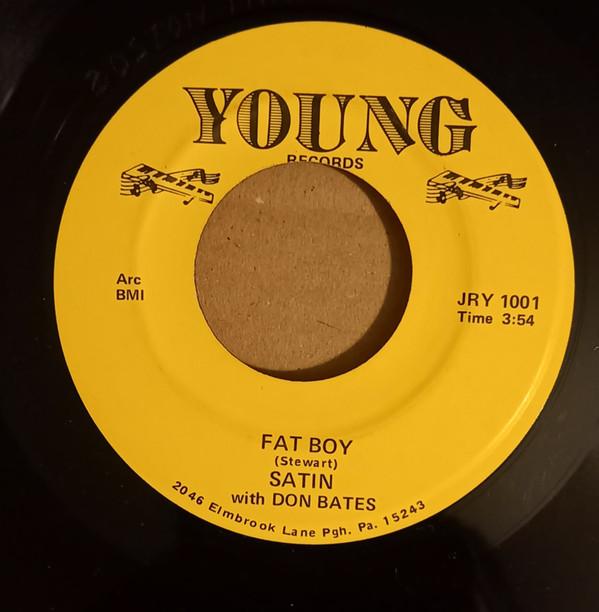 YOUNG
RECORDS
Arc
BMI
JRY 1001
Time 3:54
FAT BOY
(Stewart)
SATIN
with DON BATES
2046 Elmbrook Lane Pgh. Pa. 15243